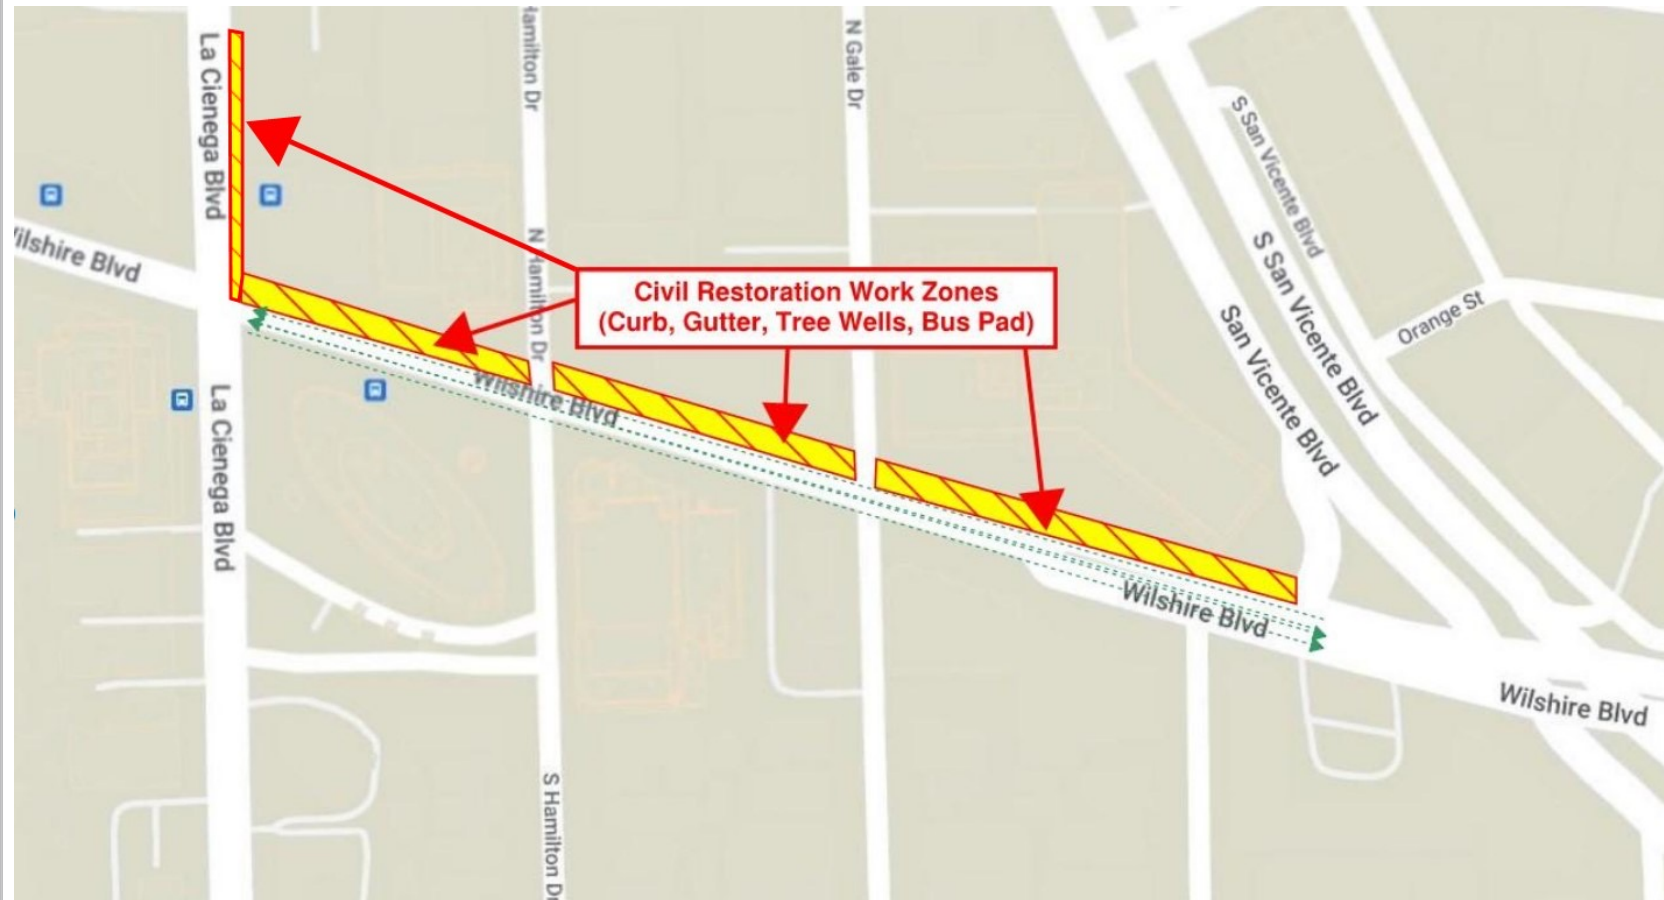 La Cienega Blvd
Hamilton Dr
N Gale Dr
S San Vicente Blvd
ilshire Blvd
N Hamilton Dr
S San Vicente Blvd
Civil Restoration Work Zones
(Curb, Gutter, Tree Wells, Bus Pad)
Orange St
San Vicente Blvd
Wilshire Blvd
La Cienega Blvd
Wilshire Blvd
Wilshire Blvd
S Hamilton Dr